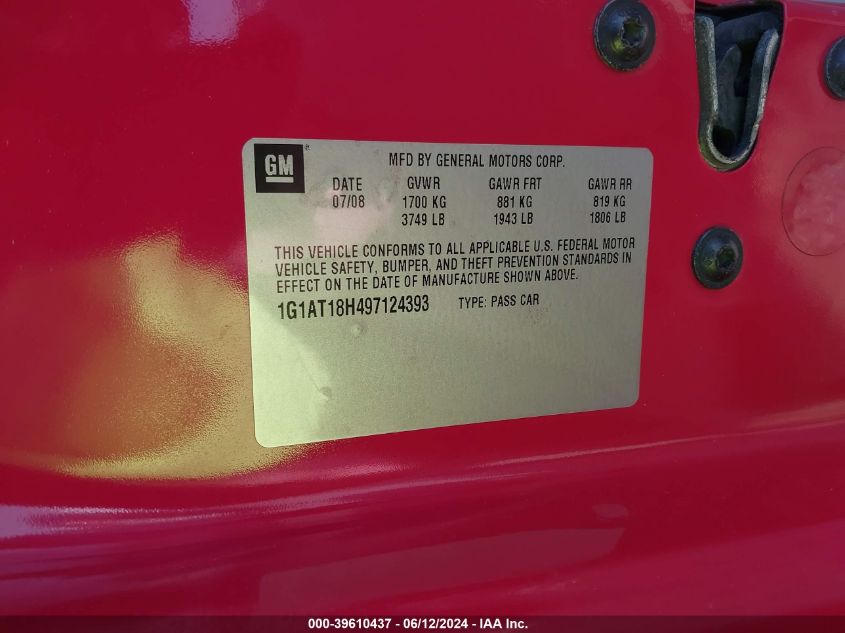 GM®
MFD BY GENERAL MOTORS CORP.
DATE GVWR GAWR FRT GAWR RR
07/08 1700 KG 881 KG 819 KG
3749 LB 1943 LB 1806 LB
THIS VEHICLE CONFORMS TO ALL APPLICABLE U.S. FEDERAL MOTOR
VEHICLE SAFETY, BUMPER, AND THEFT PREVENTION STANDARDS IN
EFFECT ON THE DATE OF MANUFACTURE SHOWN ABOVE.
1G1AT18H497124393 TYPE: PASS CAR
000-39610437 - 06/12/2024 - IAA Inc.